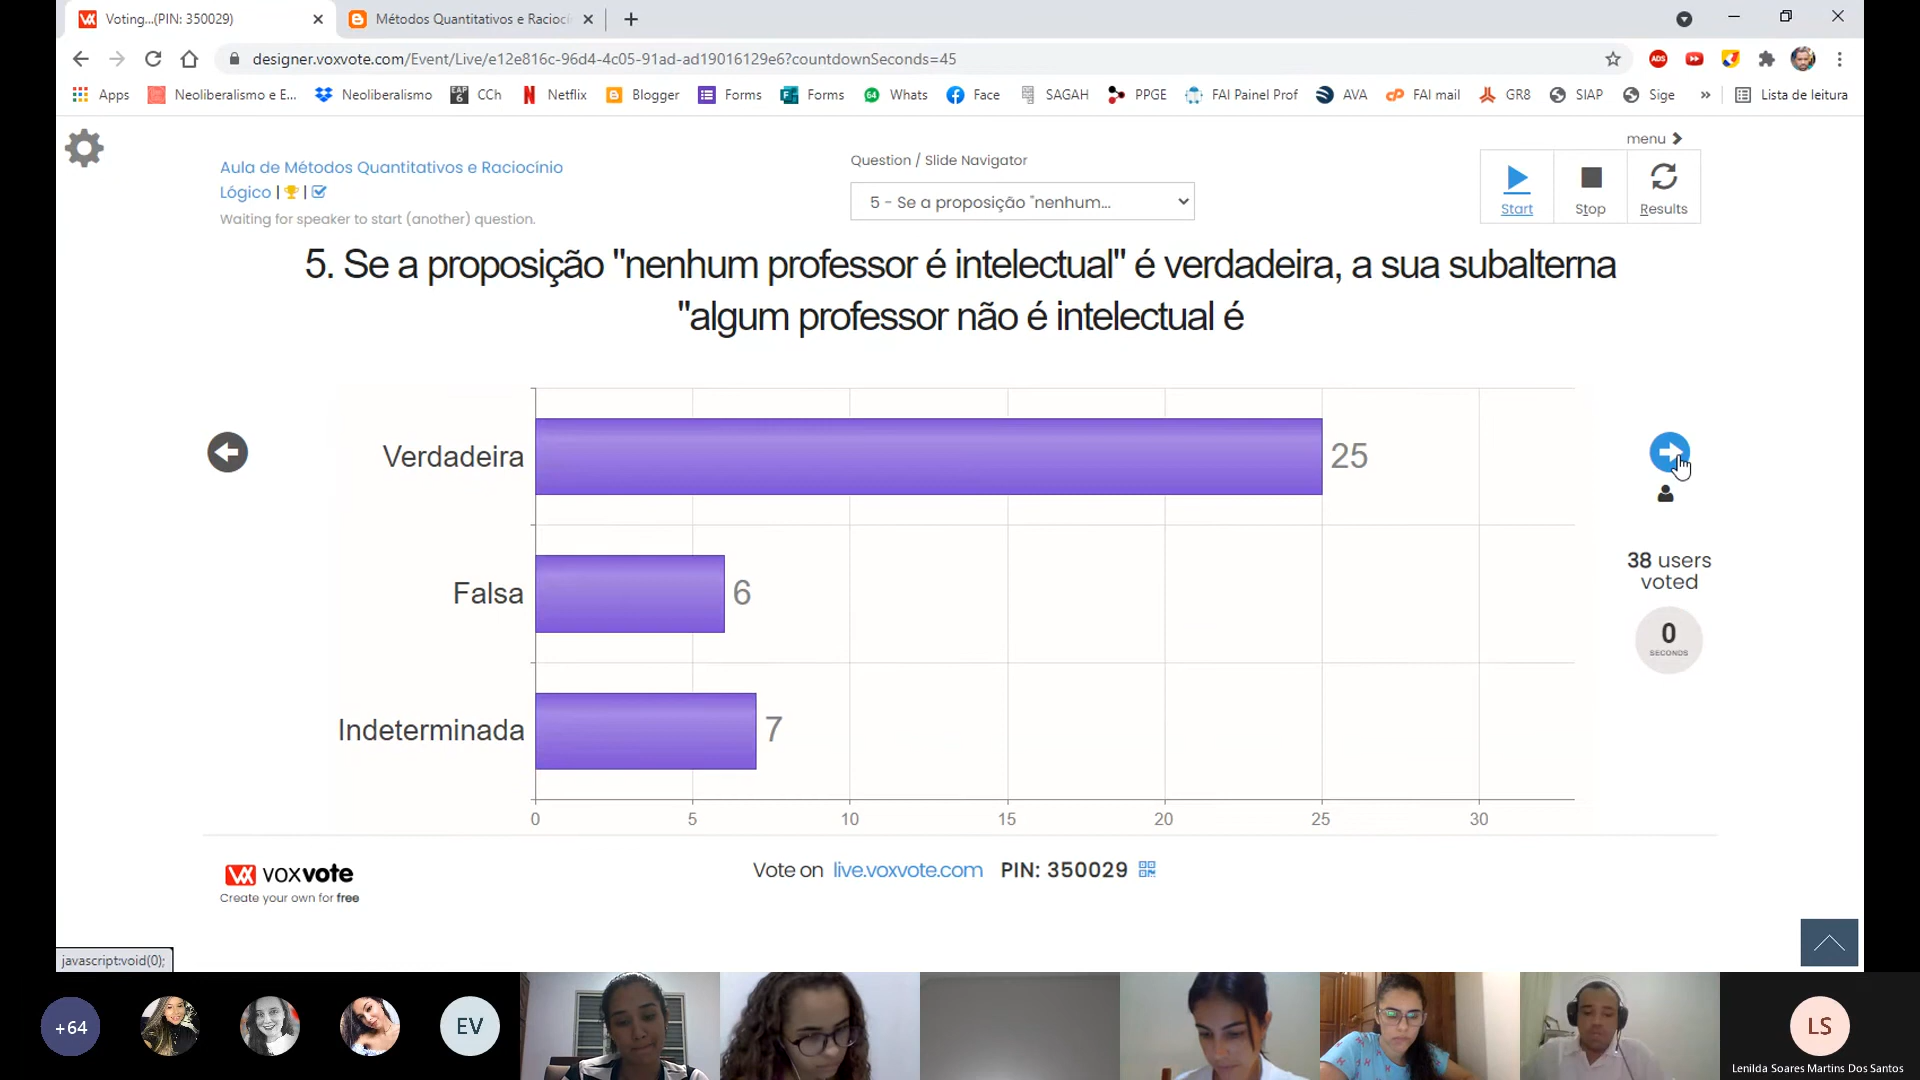 Voting...(PIN: 350029)
Métodos Quantitativos e Racioci
designer.voxvote.com/Event/Live/e12e816c-96d4-4c05-91ad-ad19016129e6?countdownSeconds=45
Apps
Neoliberalismo e E...
Neoliberalismo
EAP 6
CCh
Netflix
Blogger
Forms
Forms
64
Whats
Face
SAGAH
PPGE
FAI Painel Prof
AVA
FAI mail
GR8
SIAP
Sige
»
Lista de leitura
menu
Aula de Métodos Quantitativos e Raciocínio
Lógico | |
Waiting for speaker to start (another) question.
Question / Slide Navigator
5 - Se a proposição "nenhum...
Start
Stop
Results
5. Se a proposição "nenhum professor é intelectual" é verdadeira, a sua subalterna
"algum professor não é intelectual é
Verdadeira
25
Falsa
6
Indeterminada
7
0 5 10 15 20 25 30
38 users
voted
0
SECONDS
voxvote
Create your own for free
Vote on live.voxvote.com PIN: 350029
javascript:void(0);
+64
EV
LS
Lenilda Soares Martins Dos Santos